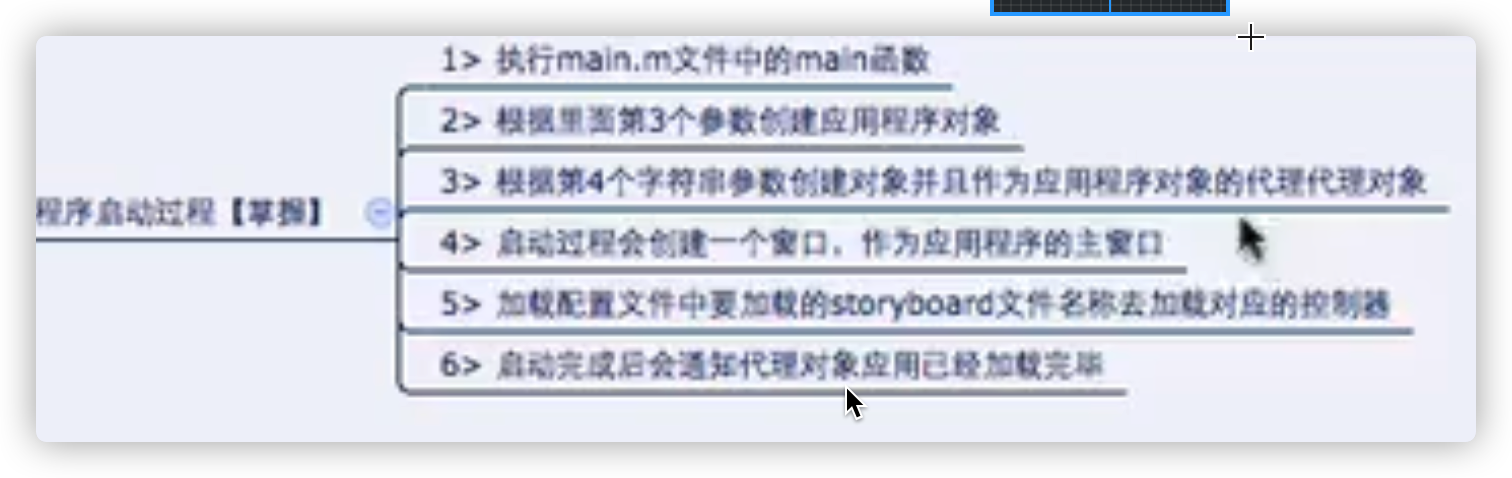 1> 执行main.m文件中的main函数
2> 根据里面第3个参数创建应用程序对象
3> 根据第4个字符串参数创建对象并且作为应用程序对象的代理代理对象
程序启动过程【掌握】
4> 启动过程会创建一个窗口，作为应用程序的主窗口
5> 加载配置文件中要加载的storyboard文件名称去加载对应的控制器
6> 启动完成后会通知代理对象应用已经加载完毕